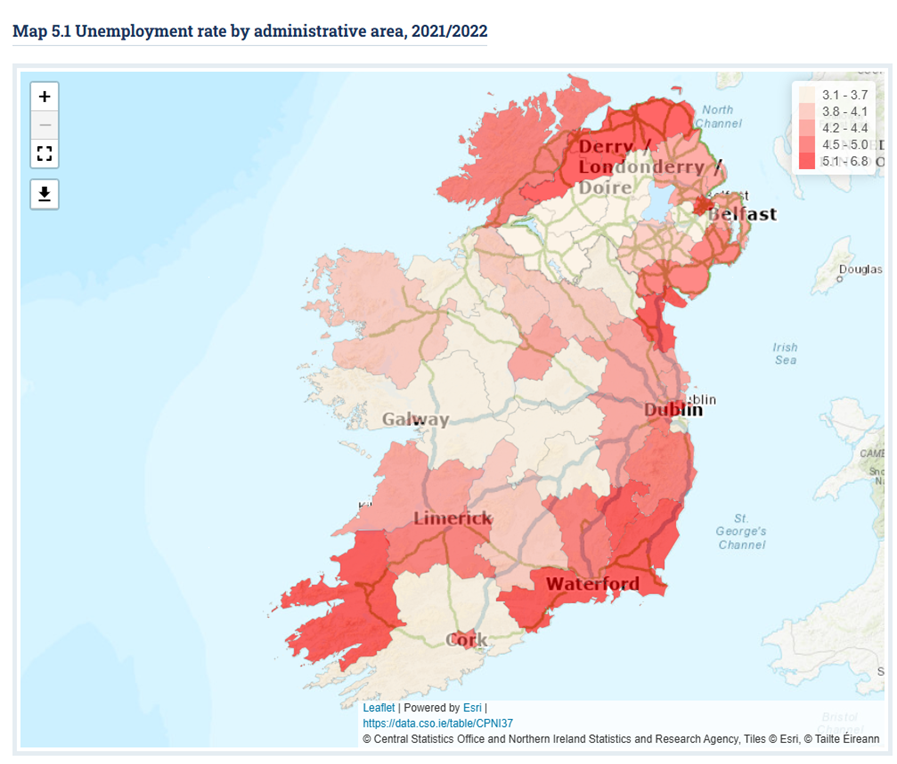 Map 5.1 Unemployment rate by administrative area, 2021/2022
+
−
3.1 - 3.7
3.8 - 4.1
4.2 - 4.4
4.5 - 5.0
5.1 - 6.8
North
Channel
Derry /
Londonderry /
Doire
Belfast
Douglas
Irish
Sea
Dublin
Galway
Limerick
St.
George's
Channel
Waterford
Cork
Leaflet | Powered by Esri |
https://data.cso.ie/table/CPNI37
© Central Statistics Office and Northern Ireland Statistics and Research Agency, Tiles © Esri, © Tailte Éireann
Bristol